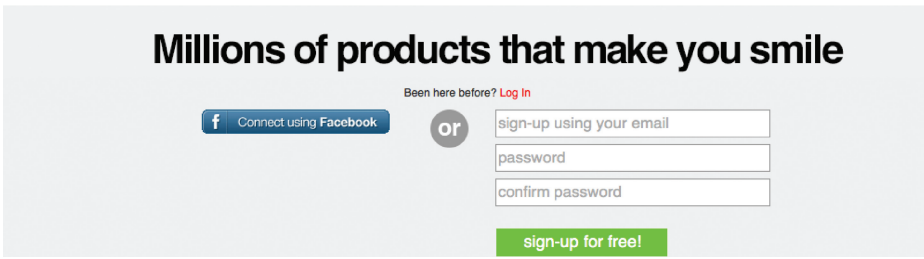 Millions of products that make you smile
Been here before? Log In
f Connect using Facebook
or
sign-up using your email
password
confirm password
sign-up for free!